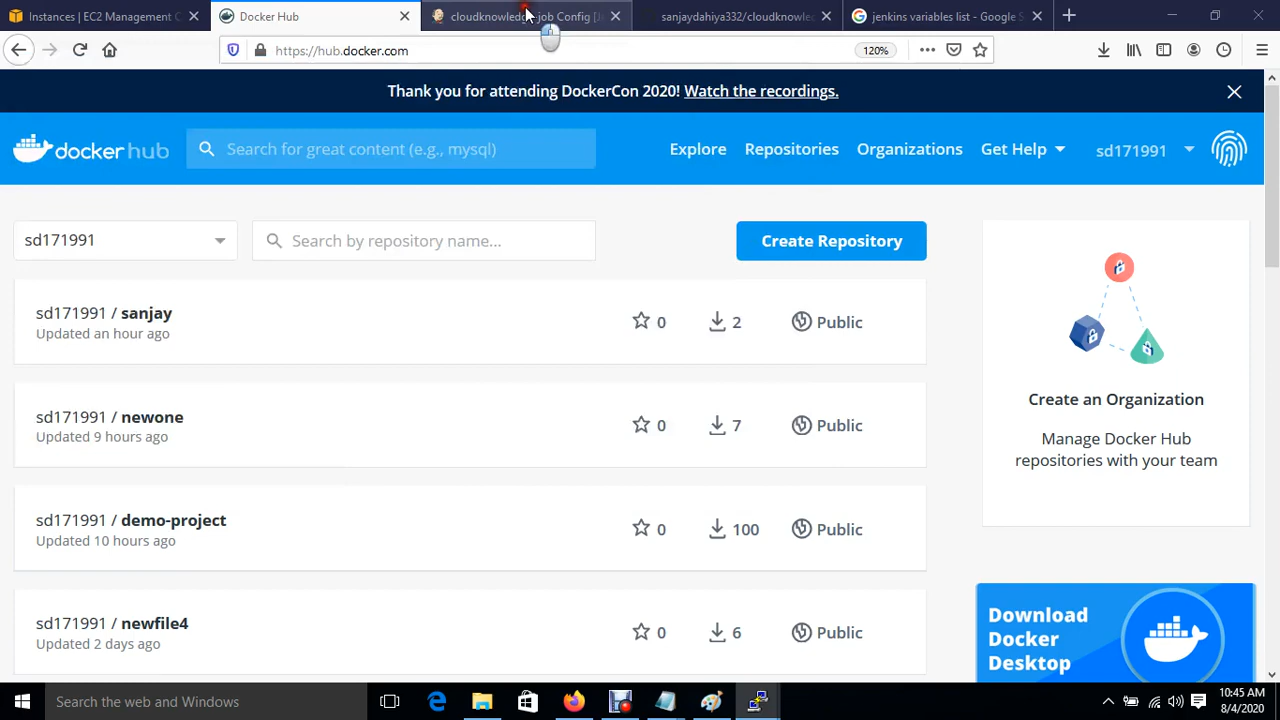 Instances | EC2 Management C
Docker Hub
cloudknowledge-job Config [J
sanjaydahiya332/cloudknowle
jenkins variables list - Google S
https://hub.docker.com
120%
Thank you for attending DockerCon 2020! Watch the recordings.
docker hub
Search for great content (e.g., mysql)
Explore
Repositories
Organizations
Get Help
sd171991
sd171991
Search by repository name...
Create Repository
sd171991 / sanjay
Updated an hour ago
0
2
Public
sd171991 / newone
Updated 9 hours ago
0
7
Public
sd171991 / demo-project
Updated 10 hours ago
0
100
Public
sd171991 / newfile4
Updated 2 days ago
0
6
Public
Create an Organization
Manage Docker Hub
repositories with your team
Download
Docker
Desktop
Search the web and Windows
10:45 AM
8/4/2020